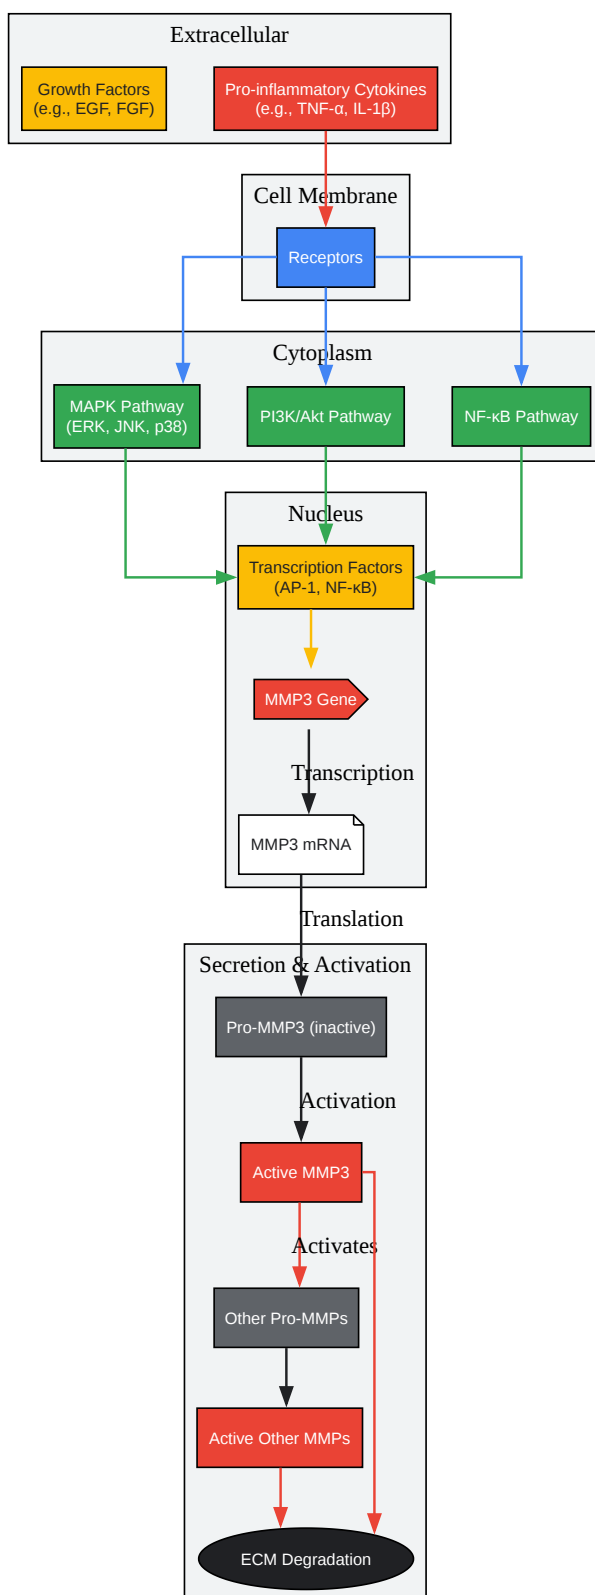 Extracellular
Growth Factors
(e.g., EGF, FGF)
Pro-inflammatory Cytokines
(e.g., TNF-α, IL-1β)
Cell Membrane
Receptors
Cytoplasm
MAPK Pathway
(ERK, JNK, p38)
PI3K/Akt Pathway
NF-κB Pathway
Nucleus
Transcription Factors
(AP-1, NF-κB)
MMP3 Gene
Transcription
MMP3 mRNA
Translation
Secretion & Activation
Pro-MMP3 (inactive)
Activation
Active MMP3
Activates
Other Pro-MMPs
Active Other MMPs
ECM Degradation